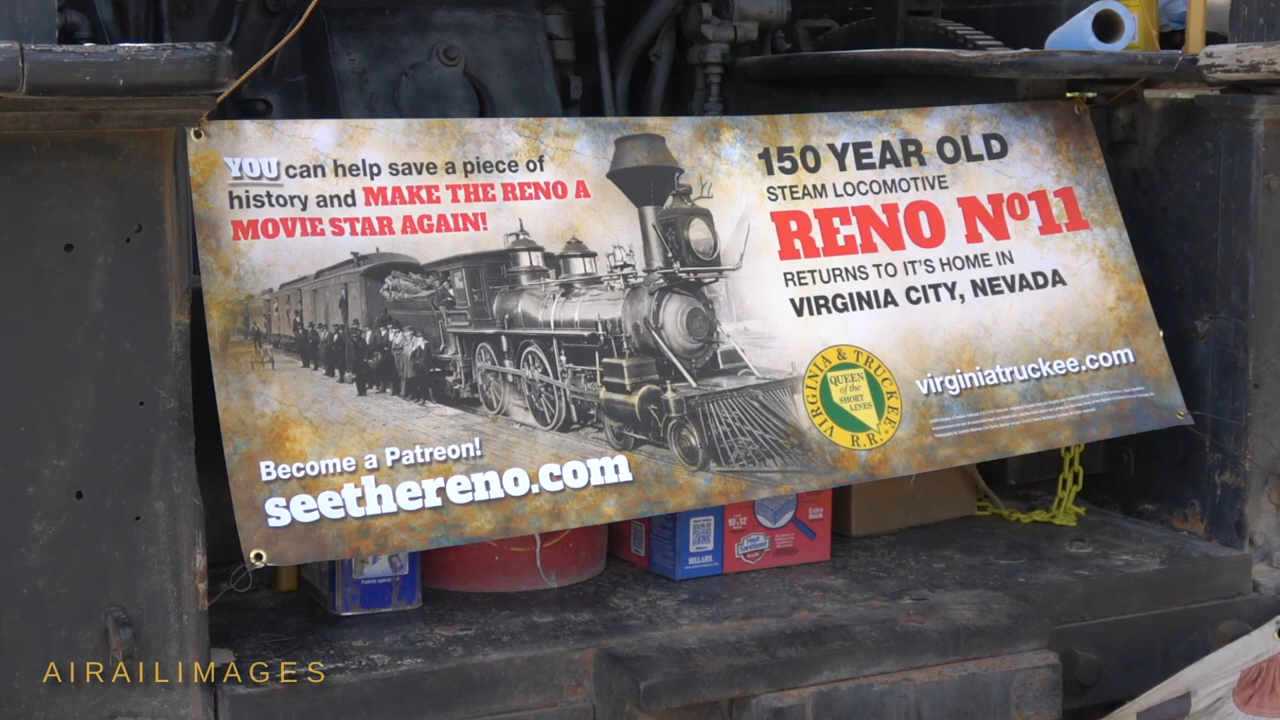 YOU can help save a piece of
history and MAKE THE RENO A
MOVIE STAR AGAIN!
150 YEAR OLD
STEAM LOCOMOTIVE
RENO Nº11
RETURNS TO IT'S HOME IN
VIRGINIA CITY, NEVADA
VIRGINIA & TRUCKEE R.R.
QUEEN
of the
SHORT
LINES
virginiatruckee.com
Become a Patreon!
seethereno.com
AIRAILIMAGES